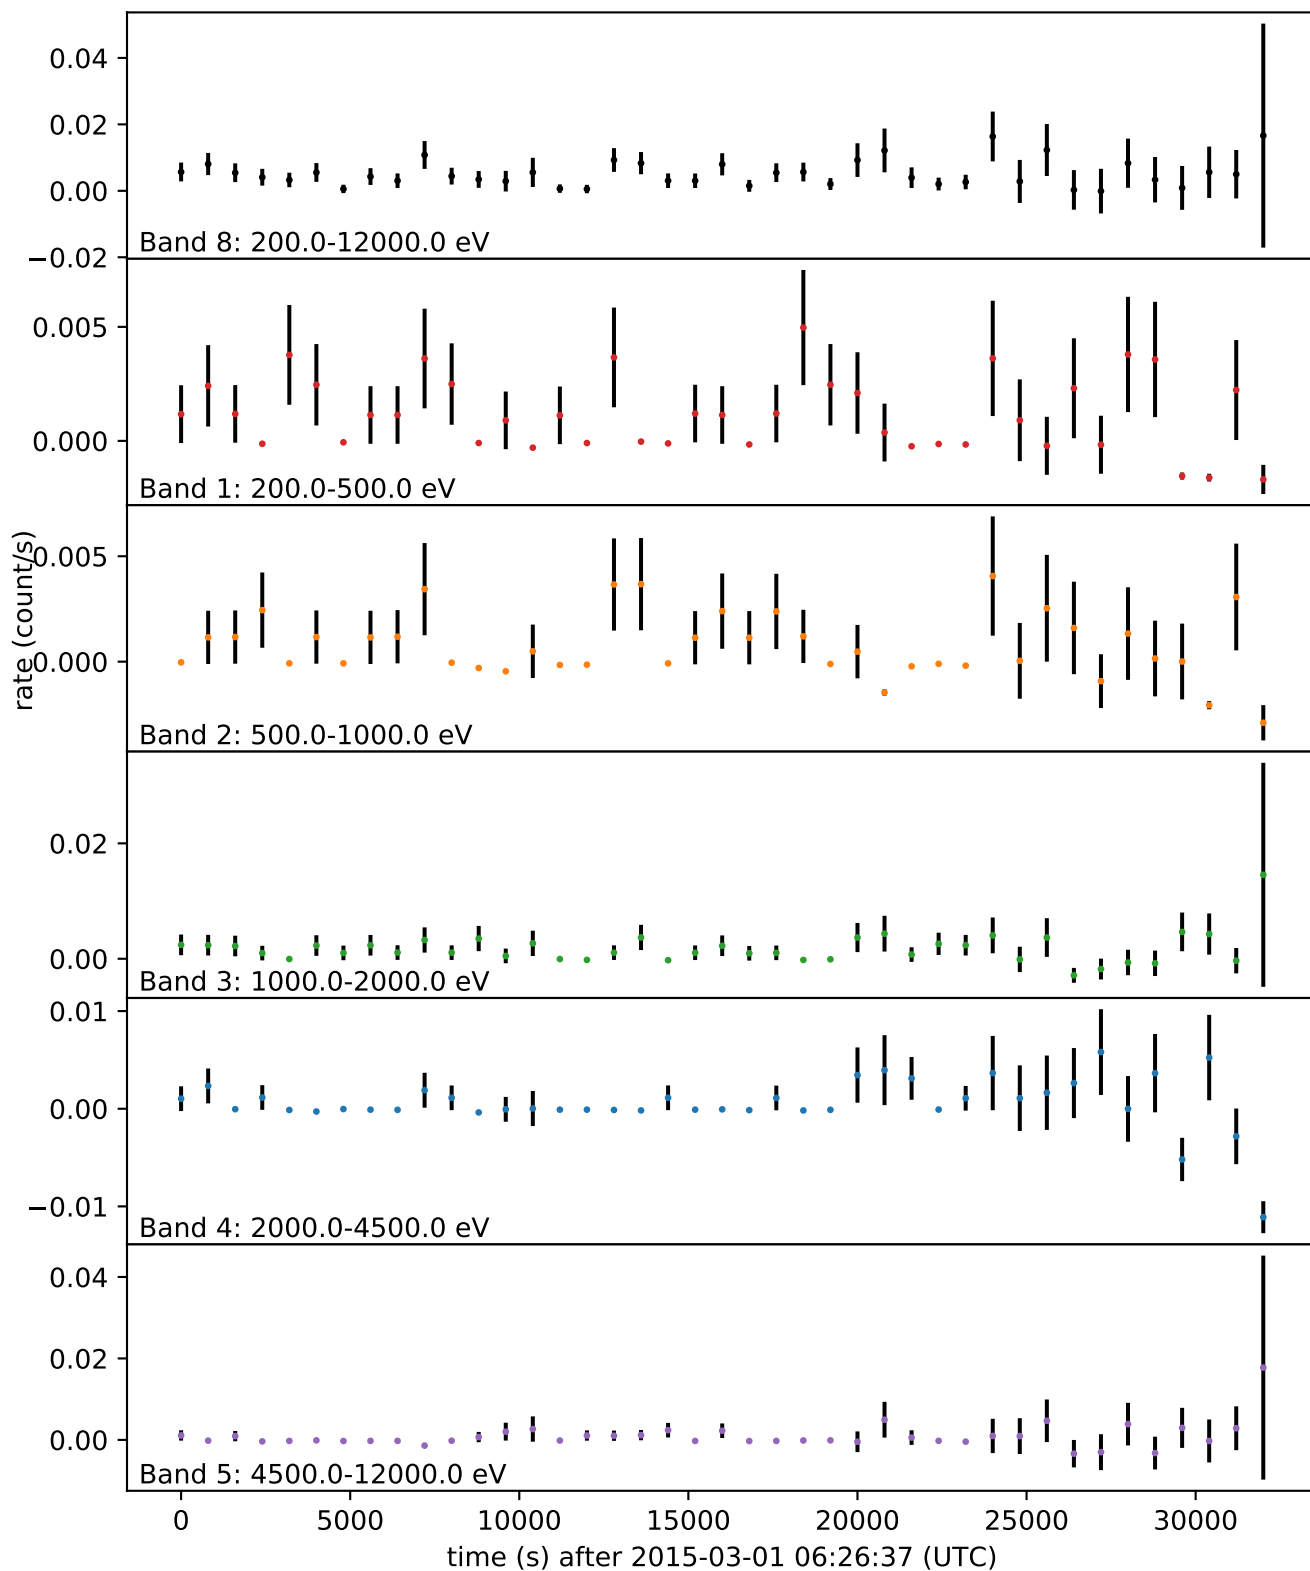 0.04
0.02
0.00
−0.02
Band 8: 200.0-12000.0 eV
0.005
0.000
Band 1: 200.0-500.0 eV
rate (count/s)
0.005
0.000
Band 2: 500.0-1000.0 eV
0.02
0.00
Band 3: 1000.0-2000.0 eV
0.01
0.00
−0.01
Band 4: 2000.0-4500.0 eV
0.04
0.02
0.00
Band 5: 4500.0-12000.0 eV
0 5000 10000 15000 20000 25000 30000
time (s) after 2015-03-01 06:26:37 (UTC)